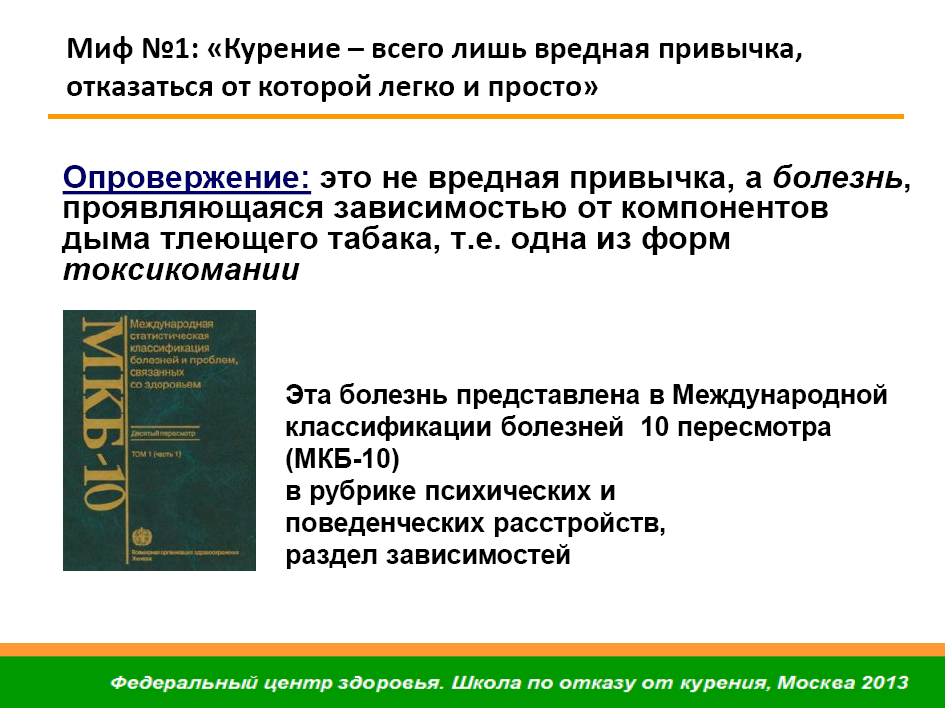 Миф №1: «Курение – всего лишь вредная привычка,
отказаться от которой легко и просто»
Опровержение: это не вредная привычка, а болезнь,
проявляющаяся зависимостью от компонентов
дыма тлеющего табака, т.е. одна из форм
токсикомании
МКБ-10
Международная
статистическая
классификация
болезней и проблем,
связанных
со здоровьем
Десятый пересмотр
ТОМ 1 (часть 1)
Всемирная организация здравоохранения
Женева
Эта болезнь представлена в Международной
классификации болезней 10 пересмотра
(МКБ-10)
в рубрике психических и
поведенческих расстройств,
раздел зависимостей
Федеральный центр здоровья. Школа по отказу от курения, Москва 2013